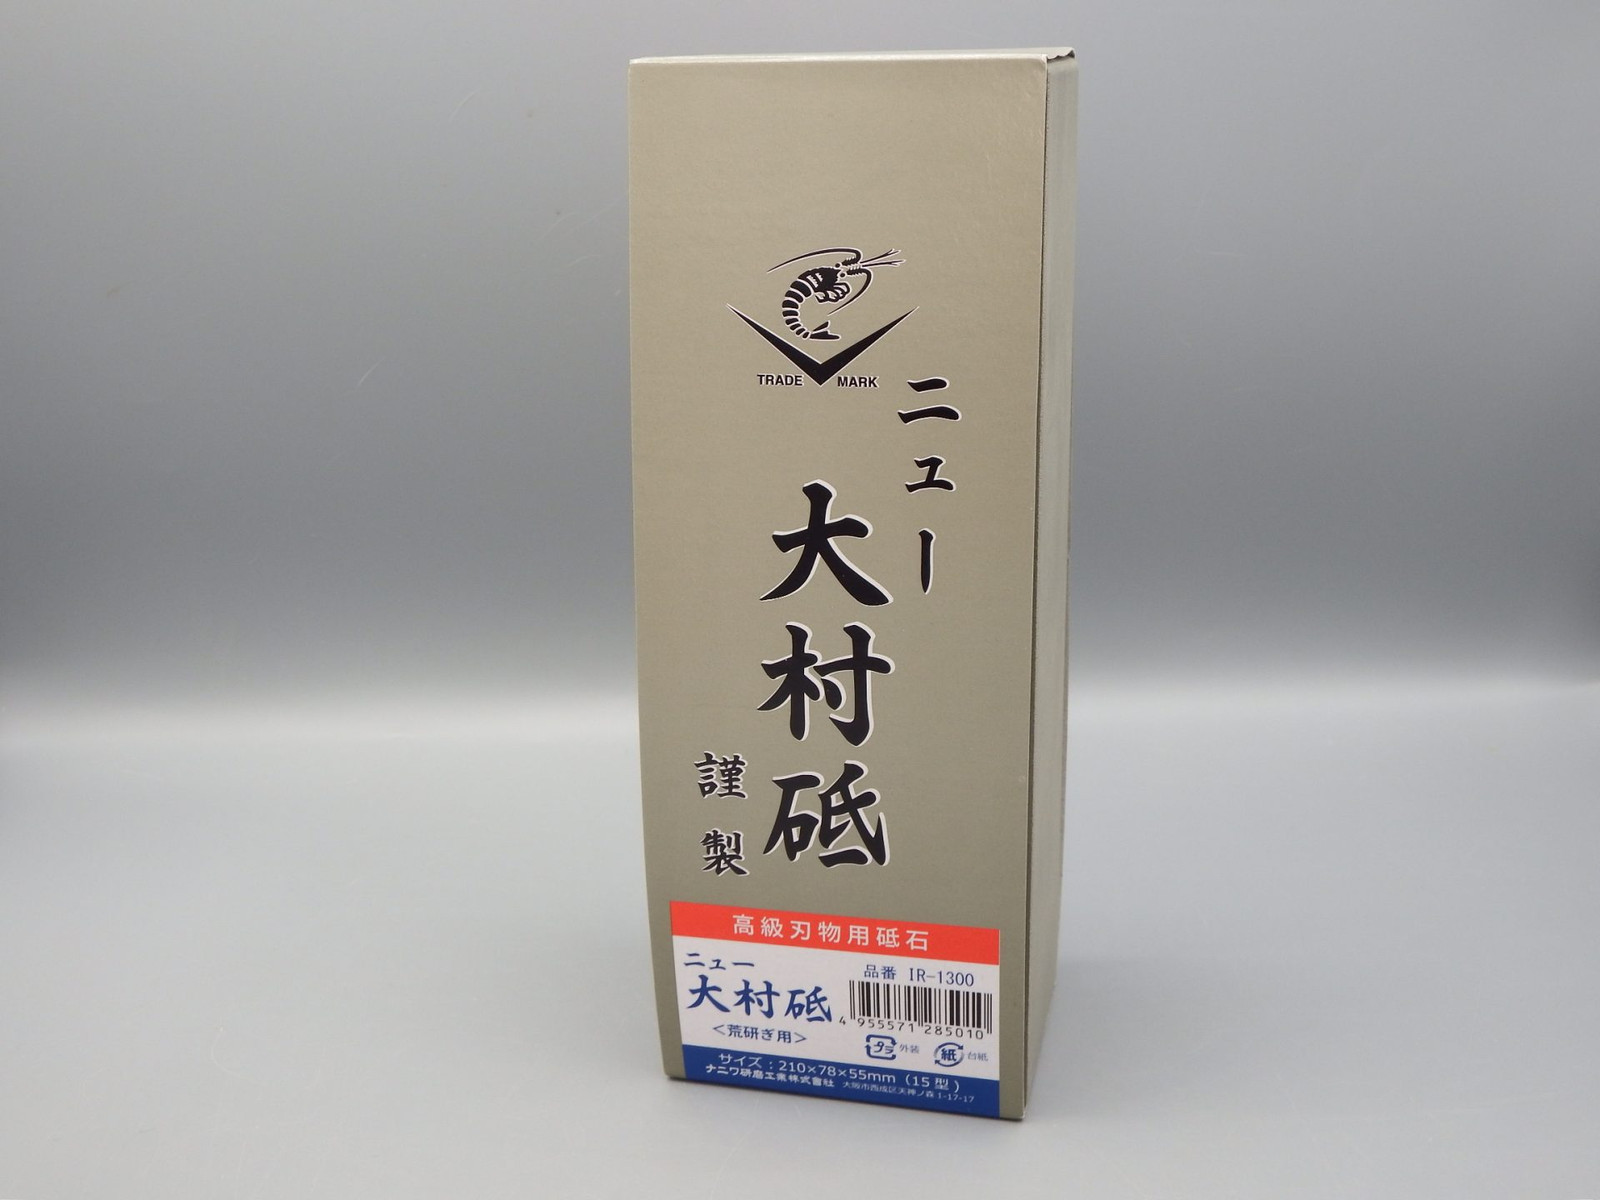 TRADE MARK
ニュー
大村砥
謹製
高級刃物用砥石
ニュー
大村砥
<荒研ぎ用>
品番 IR-1300
4 955571 285010
プラ 外装
紙 台紙
サイズ:210×78×55mm (15型)
ナニワ研磨工業株式會社 大阪市西成区天神ノ森1-17-17